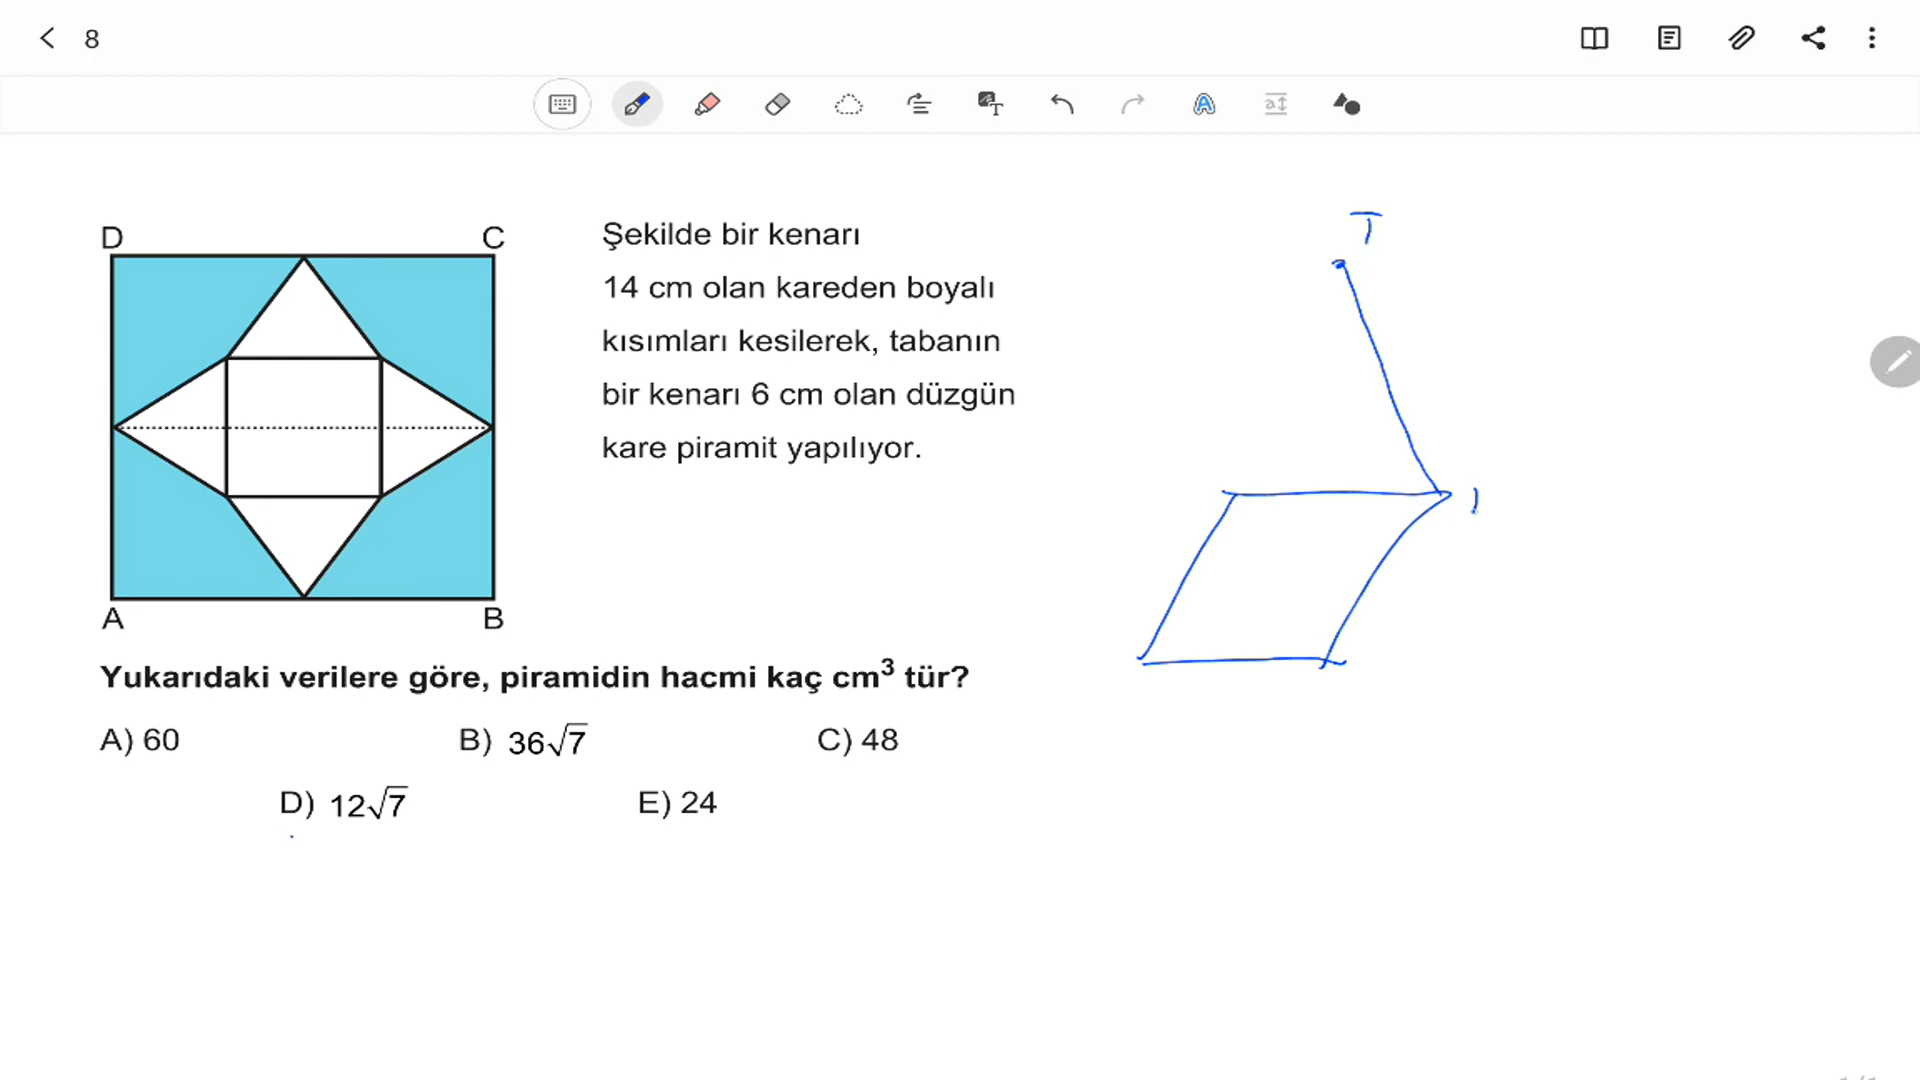 8
D C
Şekilde bir kenarı
14 cm olan kareden boyalı
kısımları kesilerek, tabanın
bir kenarı 6 cm olan düzgün
kare piramit yapılıyor.
A B
T
Yukarıdaki verilere göre, piramidin hacmi kaç cm³ tür?
A) 60 B) 36√7 C) 48
D) 12√7 E) 24